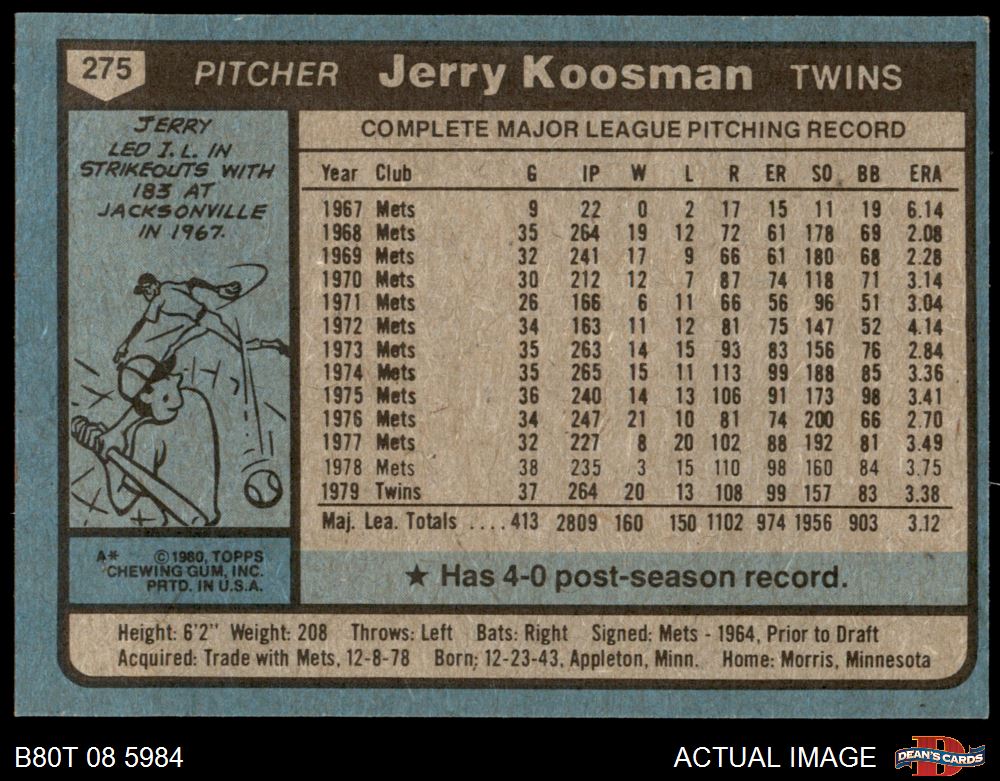 275 PITCHER Jerry Koosman TWINS
JERRY
LED I.L. IN
STRIKEOUTS WITH
183 AT
JACKSONVILLE
IN 1967.
COMPLETE MAJOR LEAGUE PITCHING RECORD
Year Club G IP W L R ER SO BB ERA
1967 Mets 9 22 0 2 17 15 11 19 6.14
1968 Mets 35 264 19 12 72 61 178 69 2.08
1969 Mets 32 241 17 9 66 61 180 68 2.28
1970 Mets 30 212 12 7 87 74 118 71 3.14
1971 Mets 26 166 6 11 66 56 96 51 3.04
1972 Mets 34 163 11 12 81 75 147 52 4.14
1973 Mets 35 263 14 15 93 83 156 76 2.84
1974 Mets 35 265 15 11 113 99 188 85 3.36
1975 Mets 36 240 14 13 106 91 173 98 3.41
1976 Mets 34 247 21 10 81 74 200 66 2.70
1977 Mets 32 227 8 20 102 88 192 81 3.49
1978 Mets 38 235 3 15 110 98 160 84 3.75
1979 Twins 37 264 20 13 108 99 157 83 3.38
Maj. Lea. Totals ....413 2809 160 150 1102 974 1956 903 3.12
★ Has 4-0 post-season record.
A* ©1980, TOPPS
CHEWING GUM, INC.
PRTD. IN U.S.A.
Height: 6'2" Weight: 208 Throws: Left Bats: Right Signed: Mets - 1964, Prior to Draft
Acquired: Trade with Mets, 12-8-78 Born: 12-23-43, Appleton, Minn. Home: Morris, Minnesota
B80T 08 5984 ACTUAL IMAGE D DEAN'S CARDS